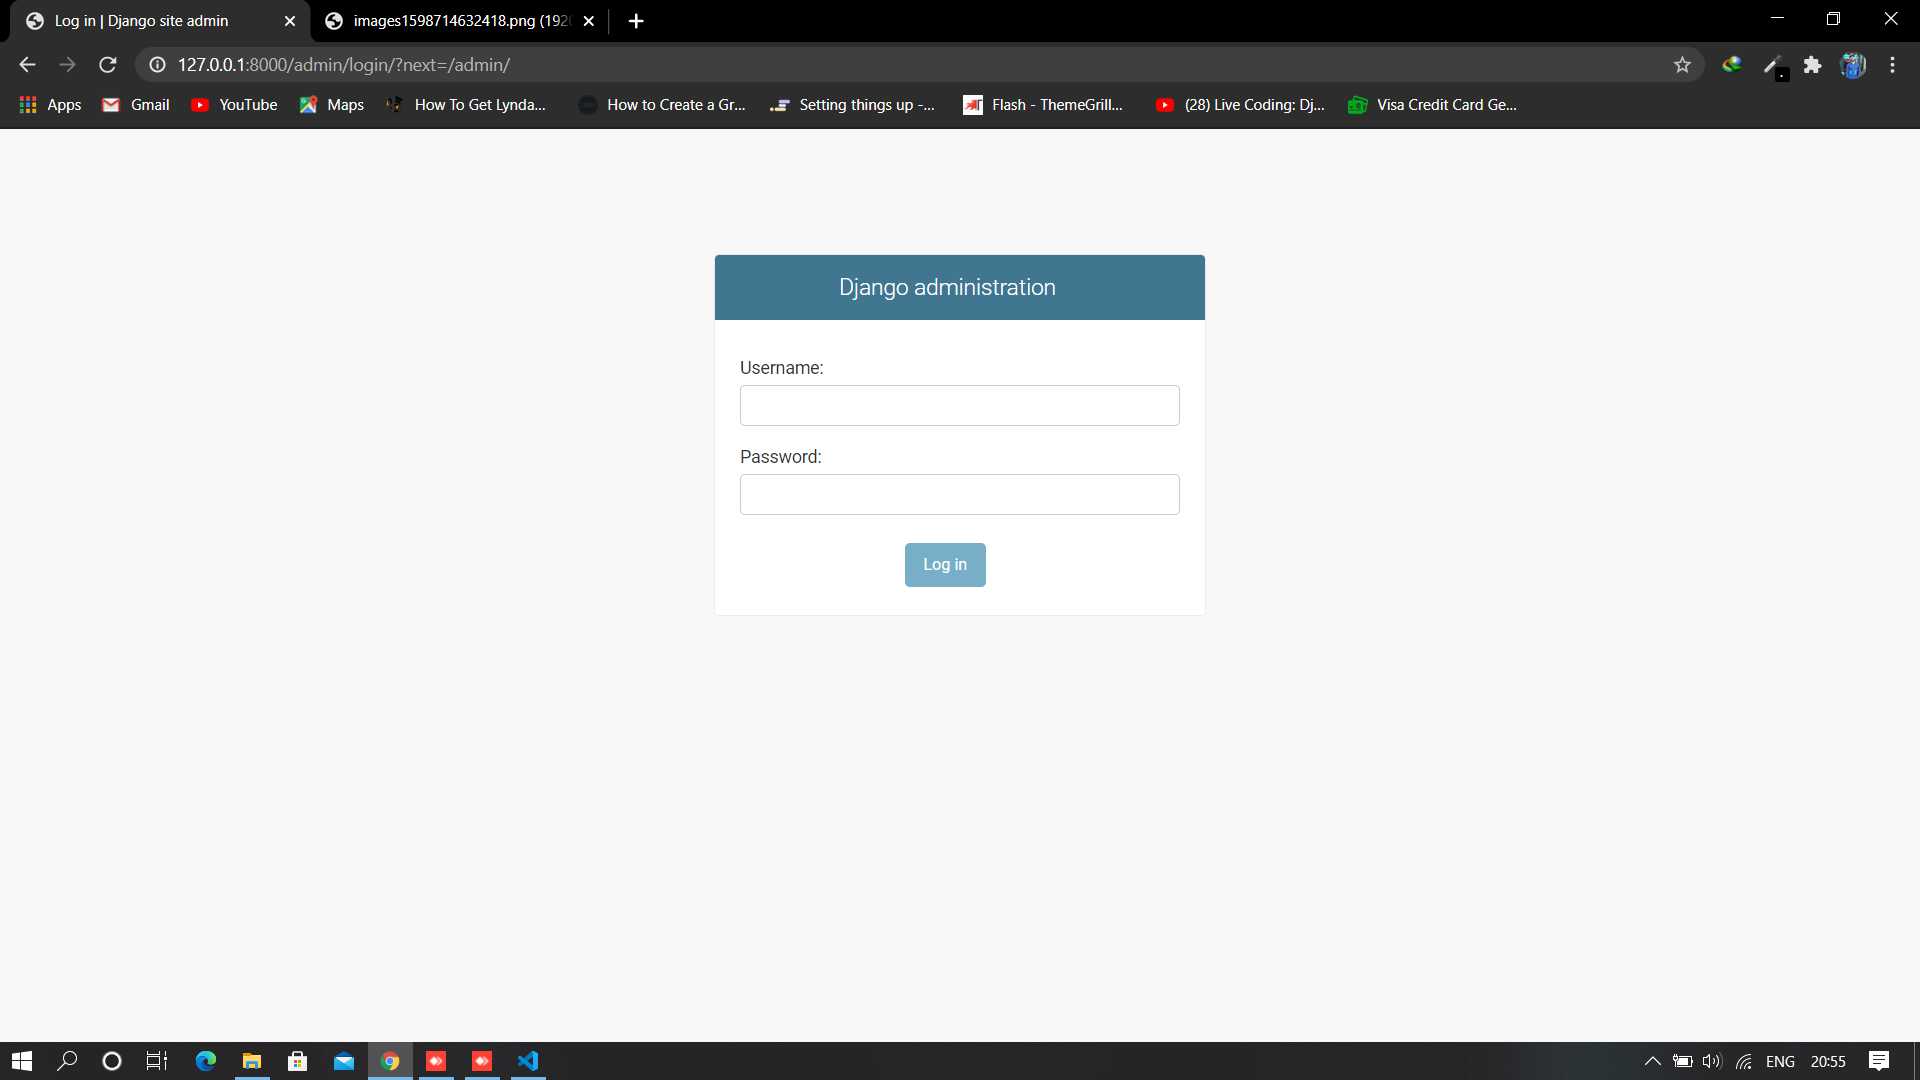 Log in | Django site admin
images1598714632418.png (192
127.0.0.1:8000/admin/login/?next=/admin/
Apps
Gmail
YouTube
Maps
How To Get Lynda...
How to Create a Gr...
Setting things up -...
Flash - ThemeGrill...
(28) Live Coding: Dj...
Visa Credit Card Ge...
Django administration
Username:
Password:
Log in
ENG
20:55